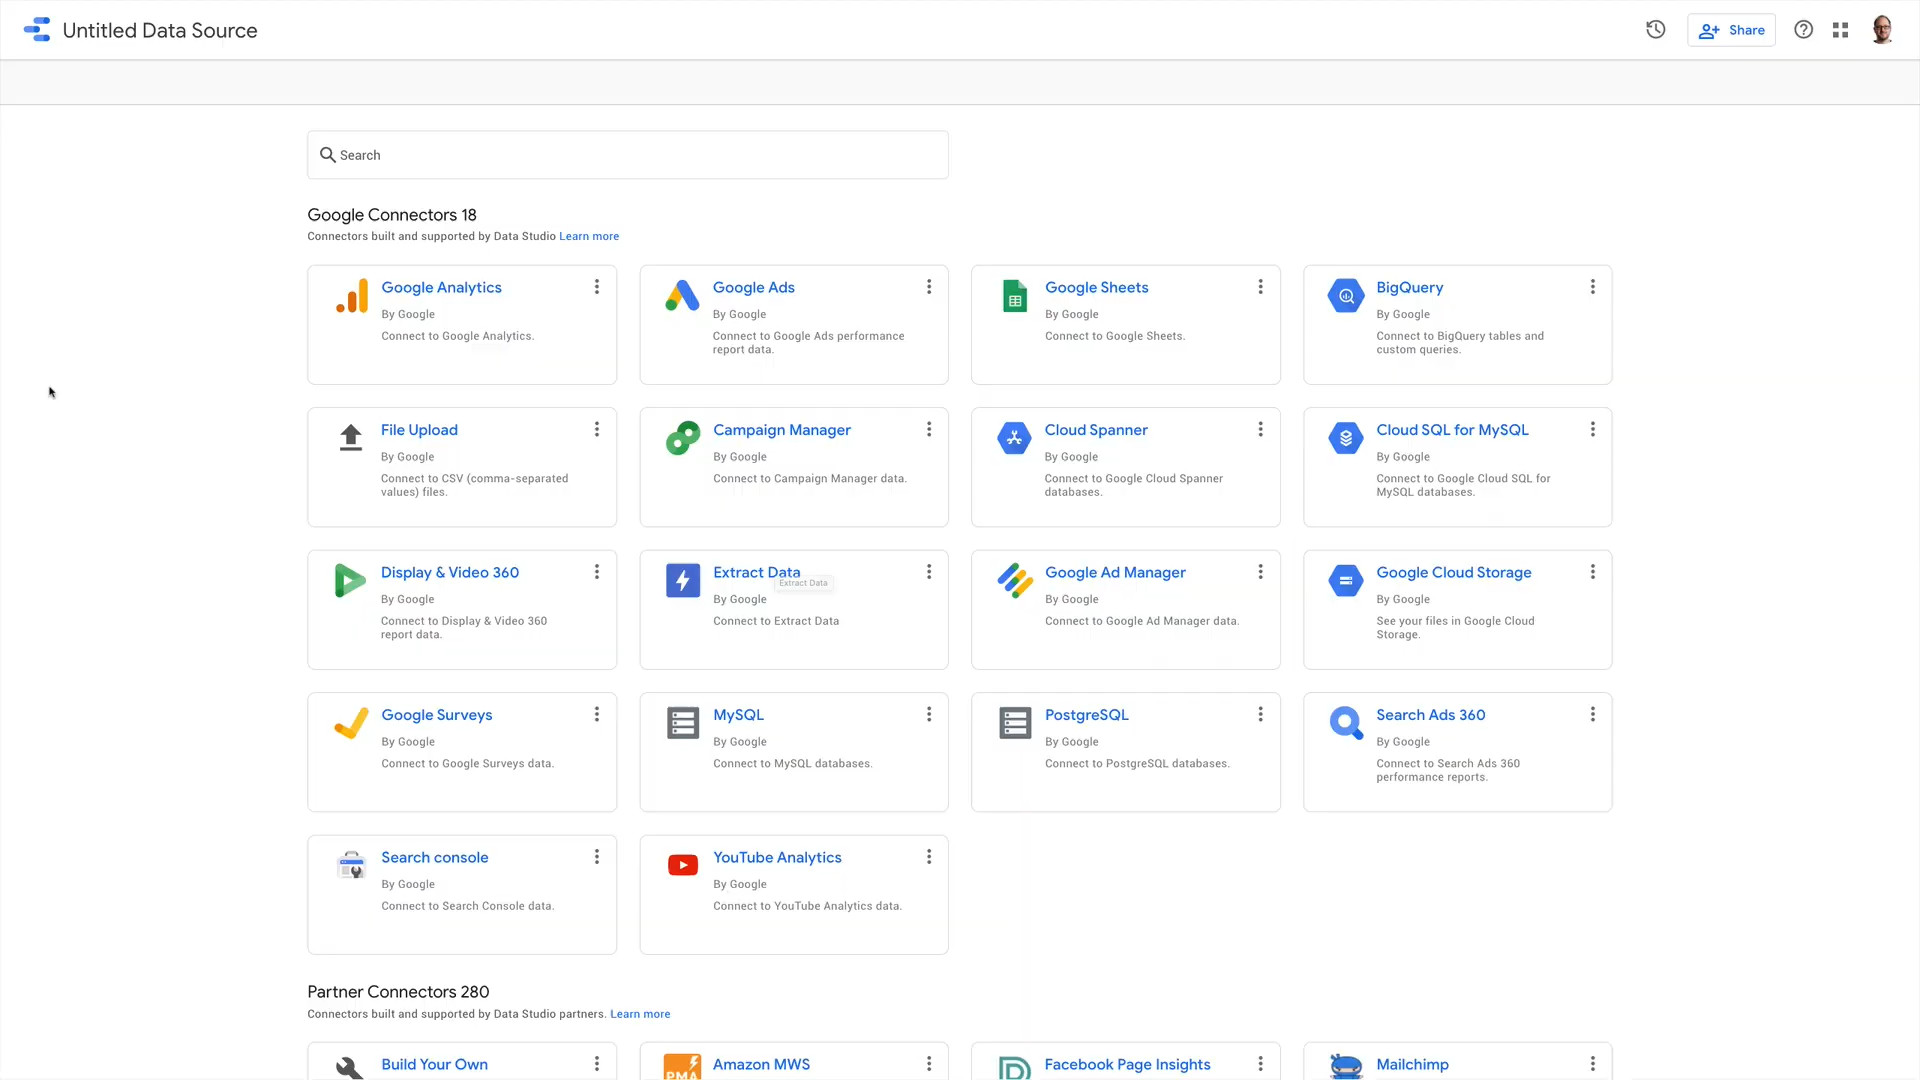 Untitled Data Source
Share
Search
Google Connectors 18
Connectors built and supported by Data Studio Learn more
Google Analytics
By Google
Connect to Google Analytics.
Google Ads
By Google
Connect to Google Ads performance
report data.
Google Sheets
By Google
Connect to Google Sheets.
BigQuery
By Google
Connect to BigQuery tables and
custom queries.
File Upload
By Google
Connect to CSV (comma-separated
values) files.
Campaign Manager
By Google
Connect to Campaign Manager data.
Cloud Spanner
By Google
Connect to Google Cloud Spanner
databases.
Cloud SQL for MySQL
By Google
Connect to Google Cloud SQL for
MySQL databases.
Display & Video 360
By Google
Connect to Display & Video 360
report data.
Extract Data
Extract Data
By Google
Connect to Extract Data
Google Ad Manager
By Google
Connect to Google Ad Manager data.
Google Cloud Storage
By Google
See your files in Google Cloud
Storage.
Google Surveys
By Google
Connect to Google Surveys data.
MySQL
By Google
Connect to MySQL databases.
PostgreSQL
By Google
Connect to PostgreSQL databases.
Search Ads 360
By Google
Connect to Search Ads 360
performance reports.
Search console
By Google
Connect to Search Console data.
YouTube Analytics
By Google
Connect to YouTube Analytics data.
Partner Connectors 280
Connectors built and supported by Data Studio partners. Learn more
Build Your Own
PMA
Amazon MWS
Facebook Page Insights
Mailchimp